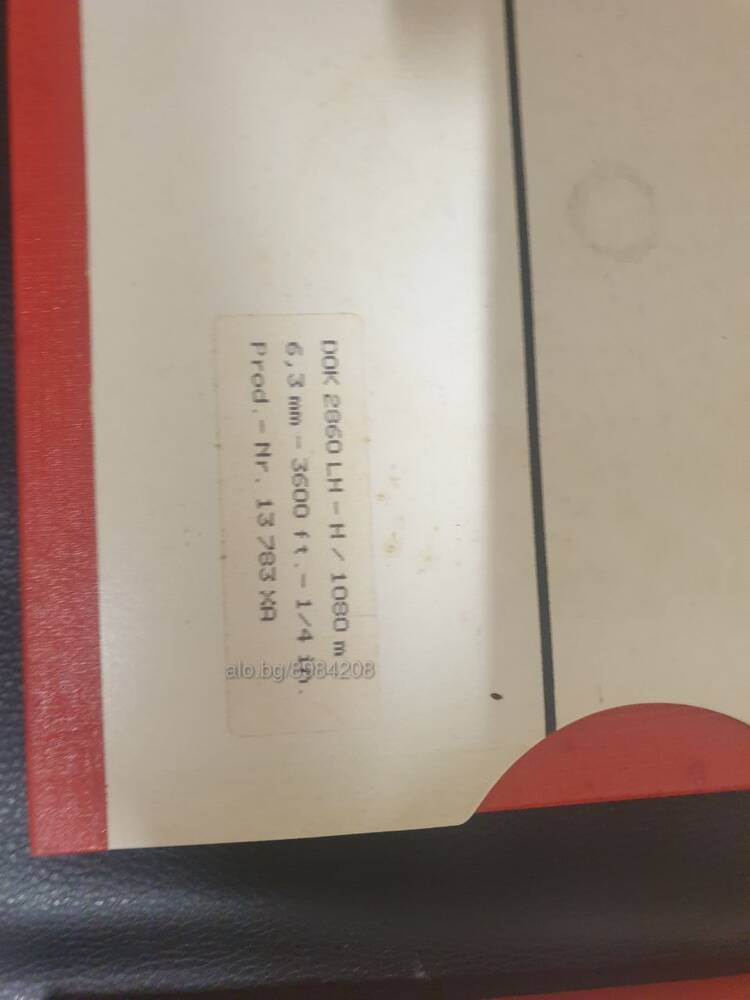 DOK 2860 LH - H / 1080 m
6,3 mm - 3600 ft. - 1/4 in.
Prod. - Nr. 13 783 XA
alo.bg/8984208